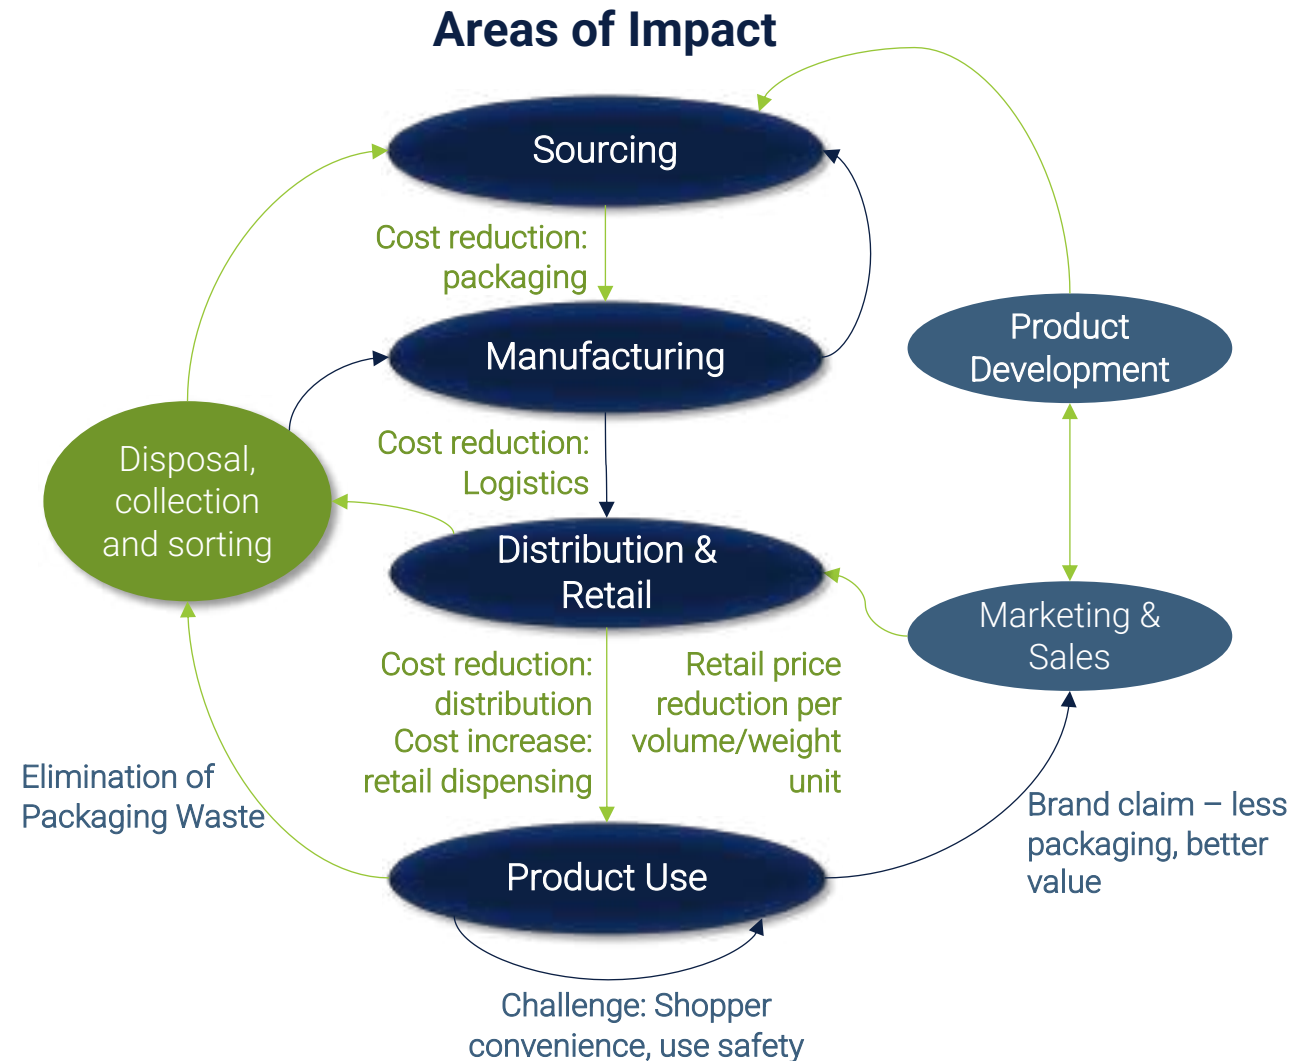 Areas of Impact
Sourcing
Cost reduction:
packaging
Manufacturing
Product
Development
Cost reduction:
Logistics
Disposal,
collection
and sorting
Distribution &
Retail
Marketing &
Sales
Cost reduction:
distribution
Cost increase:
retail dispensing
Retail price
reduction per
volume/weight
unit
Elimination of
Packaging Waste
Brand claim – less
packaging, better
value
Product Use
Challenge: Shopper
convenience, use safety